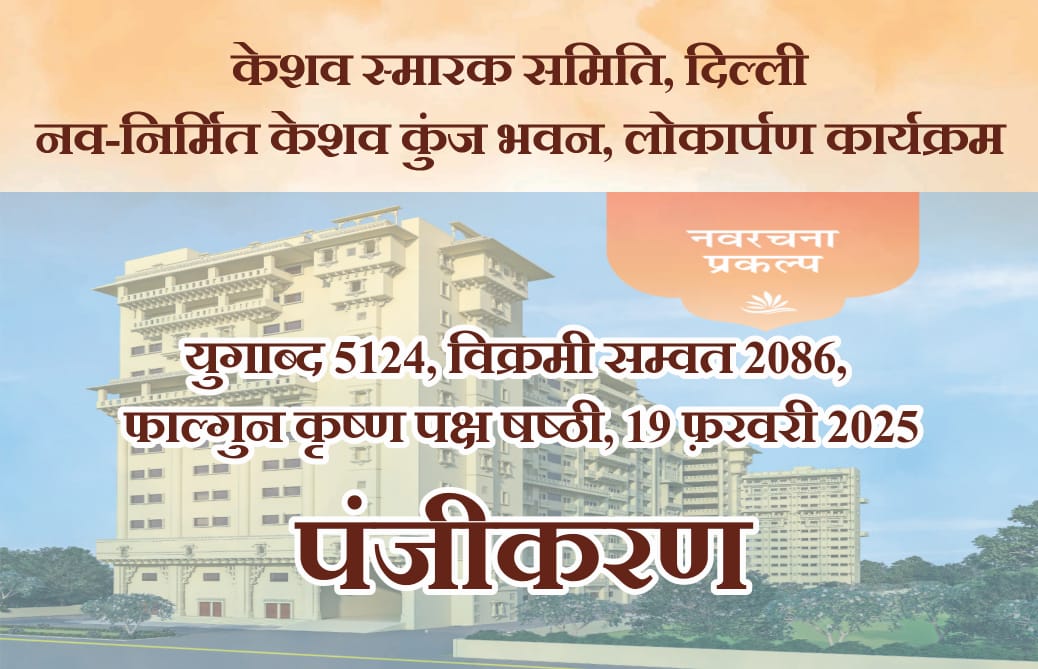 केशव स्मारक समिति, दिल्ली
नव-निर्मित केशव कुंज भवन, लोकार्पण कार्यक्रम
नवरचना
प्रकल्प
युगाब्द 5124, विक्रमी सम्वत 2086,
फाल्गुन कृष्ण पक्ष षष्ठी, 19 फ़रवरी 2025
पंजीकरण